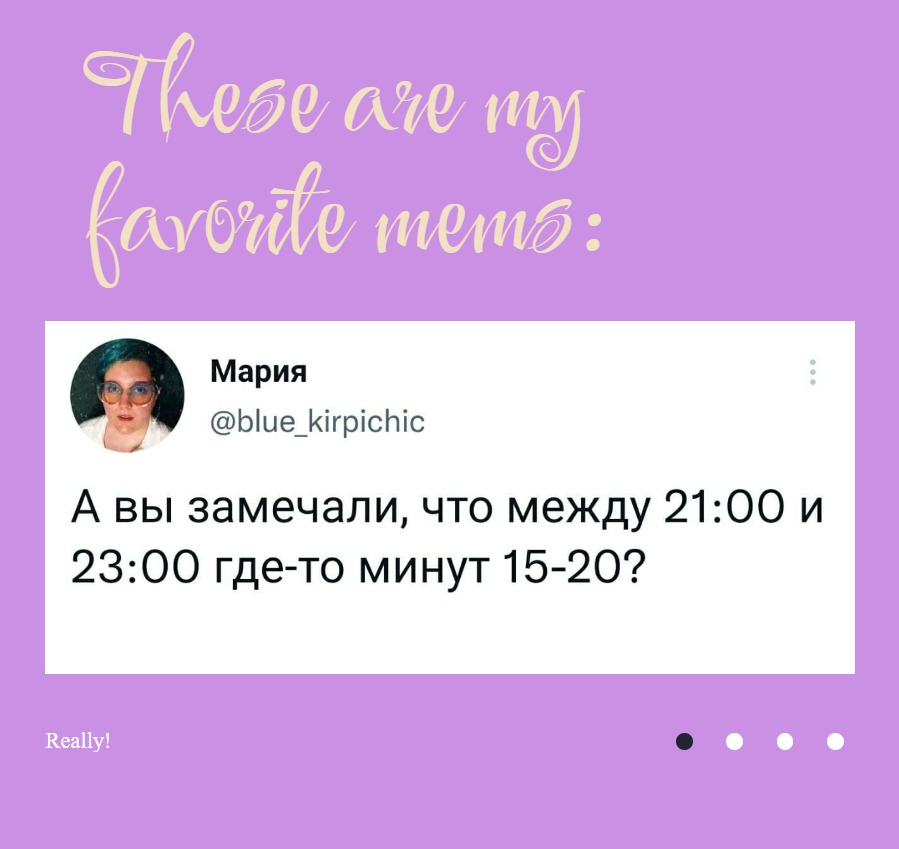 These are my
favorite mems:
Мария
@blue_kirpichic
А вы замечали, что между 21:00 и
23:00 где-то минут 15-20?
Really!